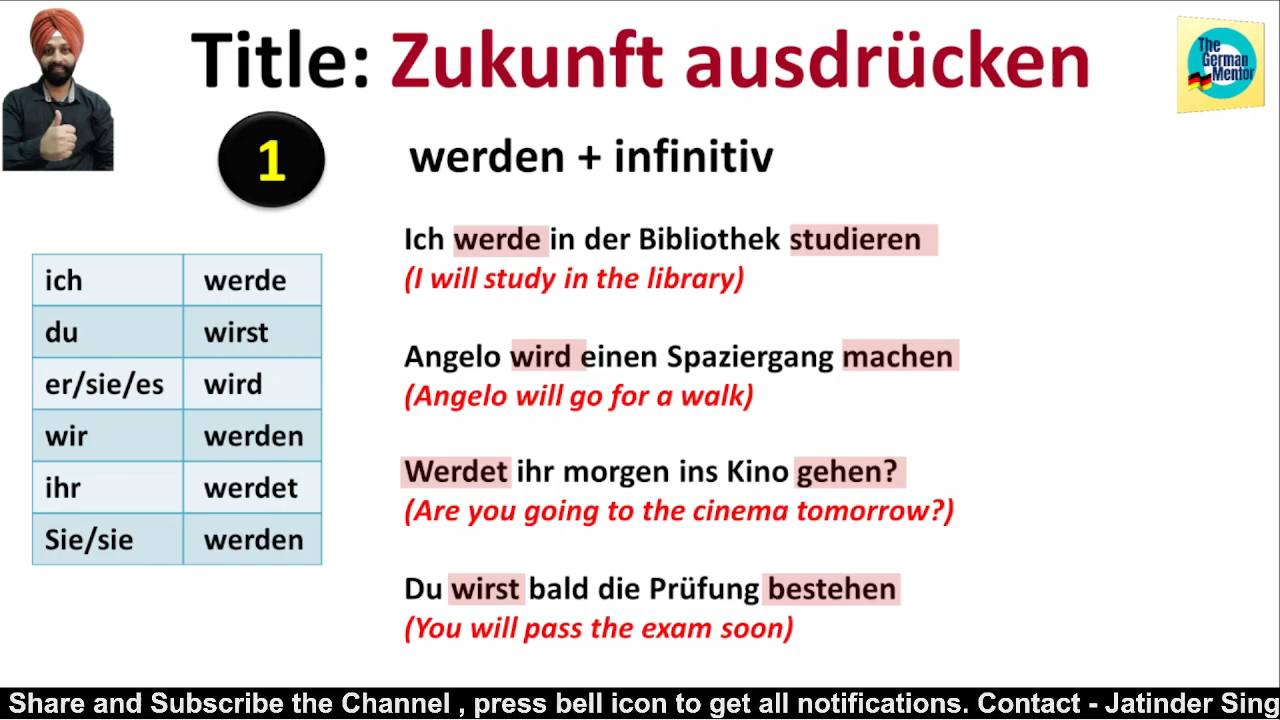 Title: Zukunft ausdrücken
The
German
Mentor
1
werden + infinitiv
ich werde
du wirst
er/sie/es wird
wir werden
ihr werdet
Sie/sie werden
Ich werde in der Bibliothek studieren
(I will study in the library)
Angelo wird einen Spaziergang machen
(Angelo will go for a walk)
Werdet ihr morgen ins Kino gehen?
(Are you going to the cinema tomorrow?)
Du wirst bald die Prüfung bestehen
(You will pass the exam soon)
Share and Subscribe the Channel , press bell icon to get all notifications. Contact - Jatinder Sing